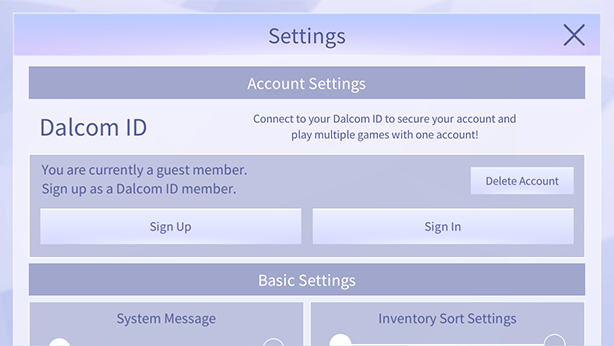 Settings
Account Settings
Dalcom ID
Connect to your Dalcom ID to secure your account and
play multiple games with one account!
You are currently a guest member.
Sign up as a Dalcom ID member.
Delete Account
Sign Up
Sign In
Basic Settings
System Message
Inventory Sort Settings